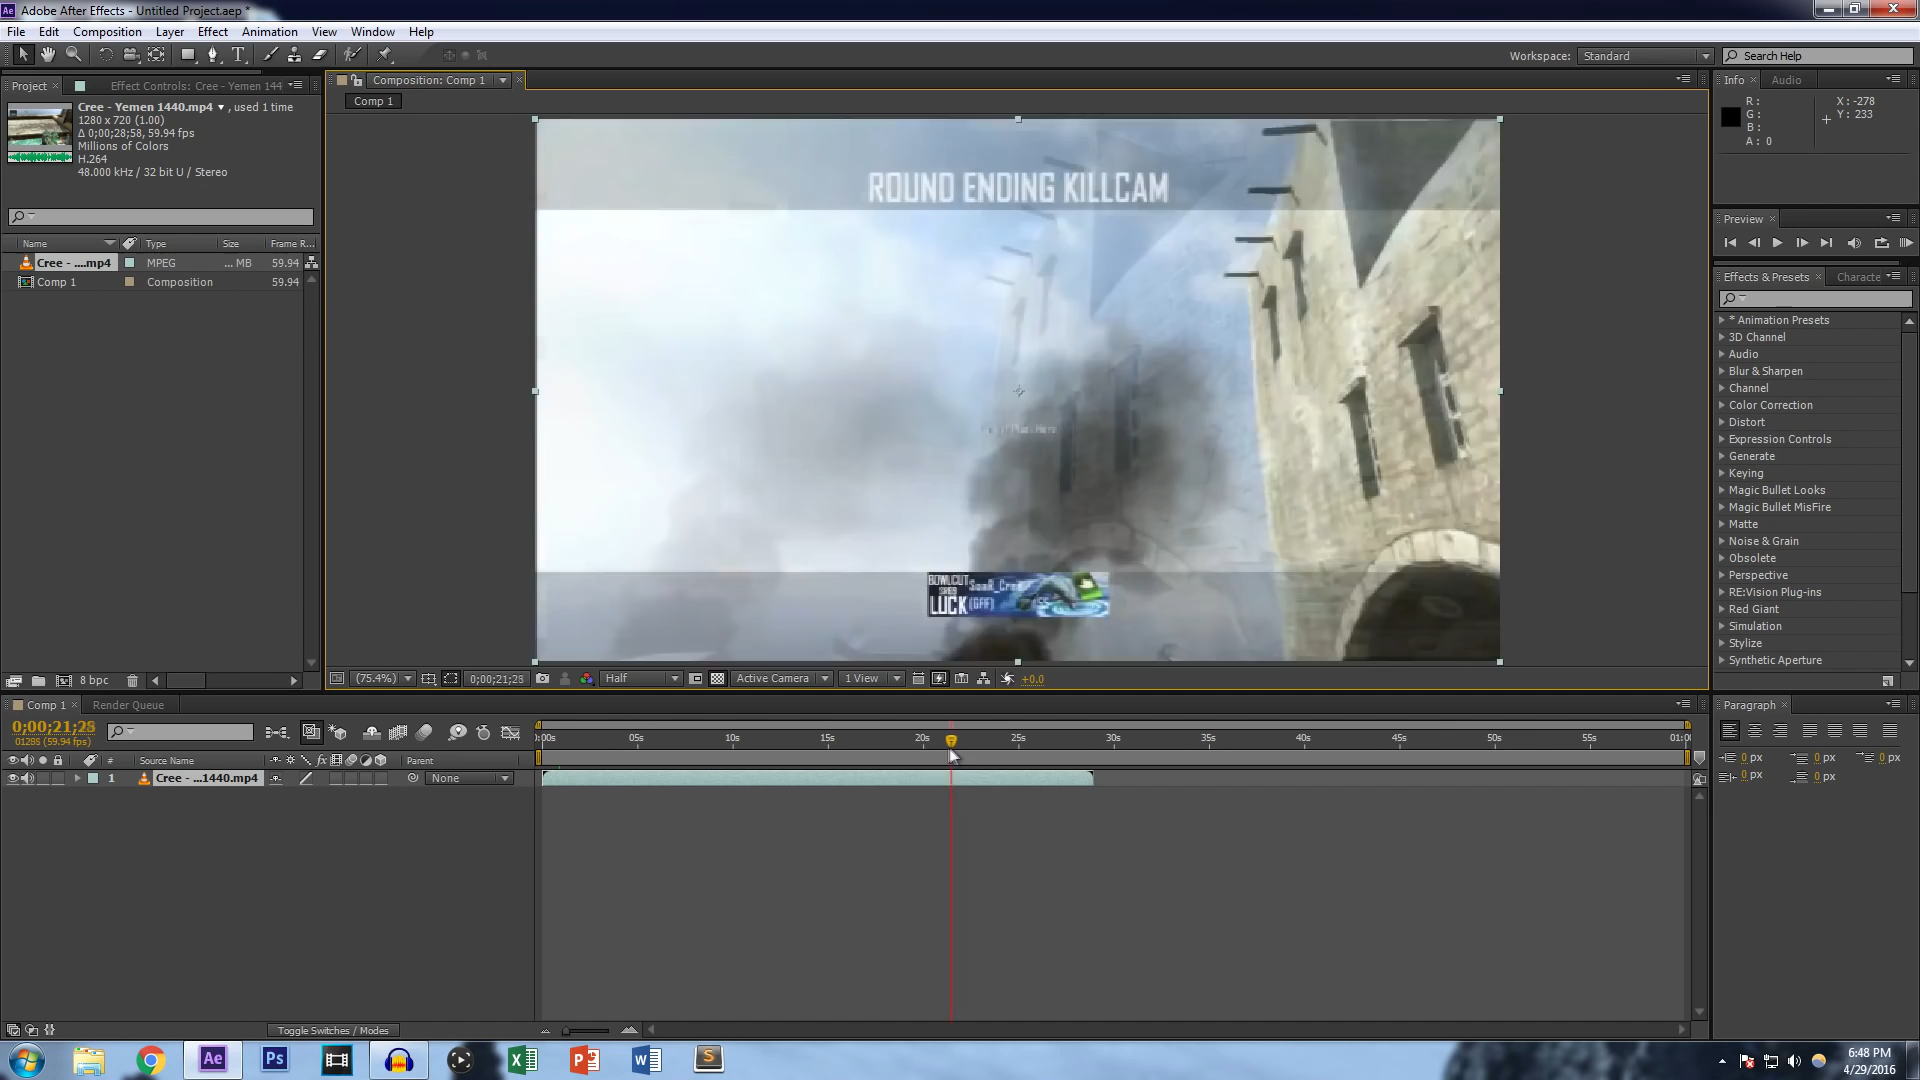 Adobe After Effects - Untitled Project.aep *
File Edit Composition Layer Effect Animation View Window Help
Workspace: Standard Search Help
Project Effect Controls: Cree - Yemen 144
Cree - Yemen 1440.mp4 , used 1 time
1280 x 720 (1.00)
Δ 0;00;28;58, 59.94 fps
Millions of Colors
H.264
48.000 kHz / 32 bit U / Stereo
Name Type Size Frame R...
Cree - ....mp4 MPEG ... MB 59.94
Comp 1 Composition 59.94
8 bpc
Composition: Comp 1
Comp 1
ROUND ENDING KILLCAM
BOWLCUT
LUCK
(75.4%) 0;00;21;28 Half Active Camera 1 View +0.0
Info Audio
R: X: -278
G: Y: 233
B:
A: 0
Preview
Effects & Presets Characte
* Animation Presets
3D Channel
Audio
Blur & Sharpen
Channel
Color Correction
Distort
Expression Controls
Generate
Keying
Magic Bullet Looks
Magic Bullet MisFire
Matte
Noise & Grain
Obsolete
Perspective
RE:Vision Plug-ins
Red Giant
Simulation
Stylize
Synthetic Aperture
Comp 1 Render Queue
0;00;21;28
01288 (59.94 fps)
# Source Name Parent
1 Cree - ...1440.mp4 None
:00s 05s 10s 15s 20s 25s 30s 35s 40s 45s 50s 55s 01:00
Toggle Switches / Modes
Paragraph
0 px 0 px 0 px
0 px 0 px
Ae Ps
6:48 PM
4/29/2016